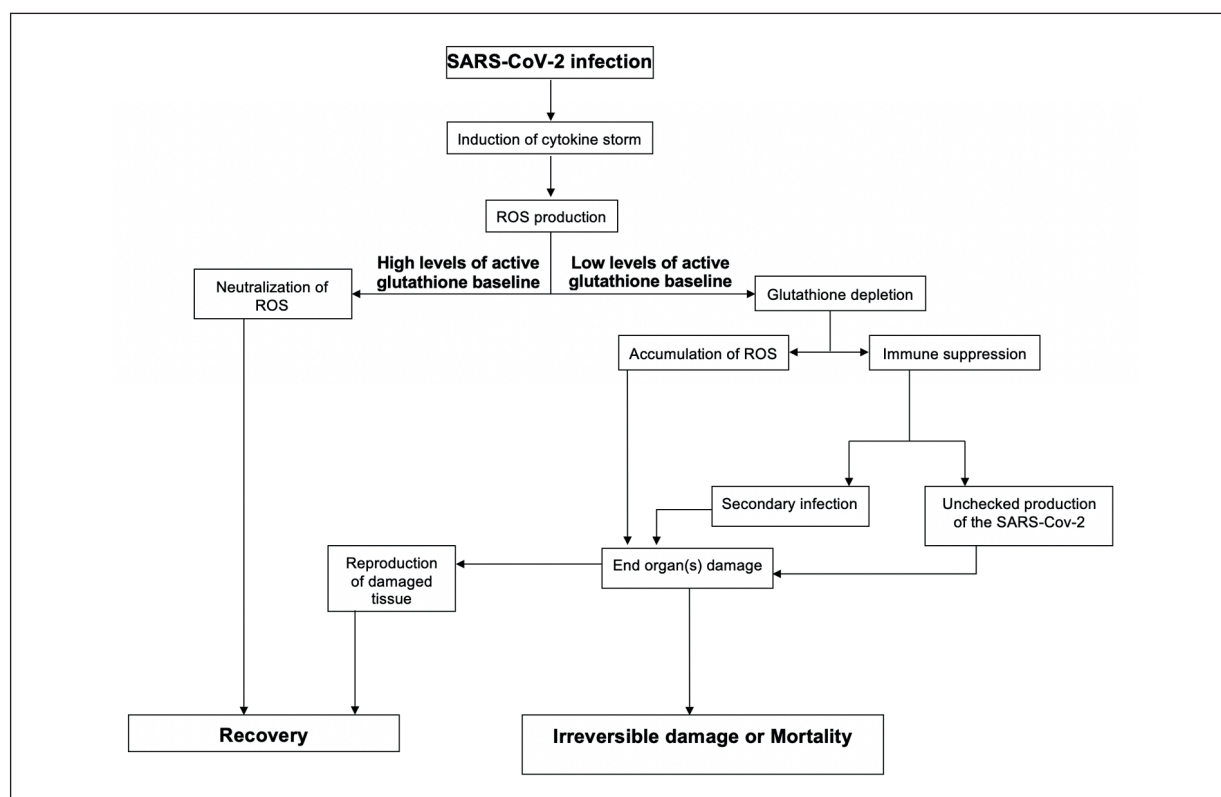 SARS-CoV-2 infection
Induction of cytokine storm
ROS production
High levels of active
glutathione baseline
Low levels of active
glutathione baseline
Neutralization of
ROS
Glutathione depletion
Accumulation of ROS
Immune suppression
Secondary infection
Unchecked production
of the SARS-Cov-2
Reproduction
of damaged
tissue
End organ(s) damage
Recovery
Irreversible damage or Mortality